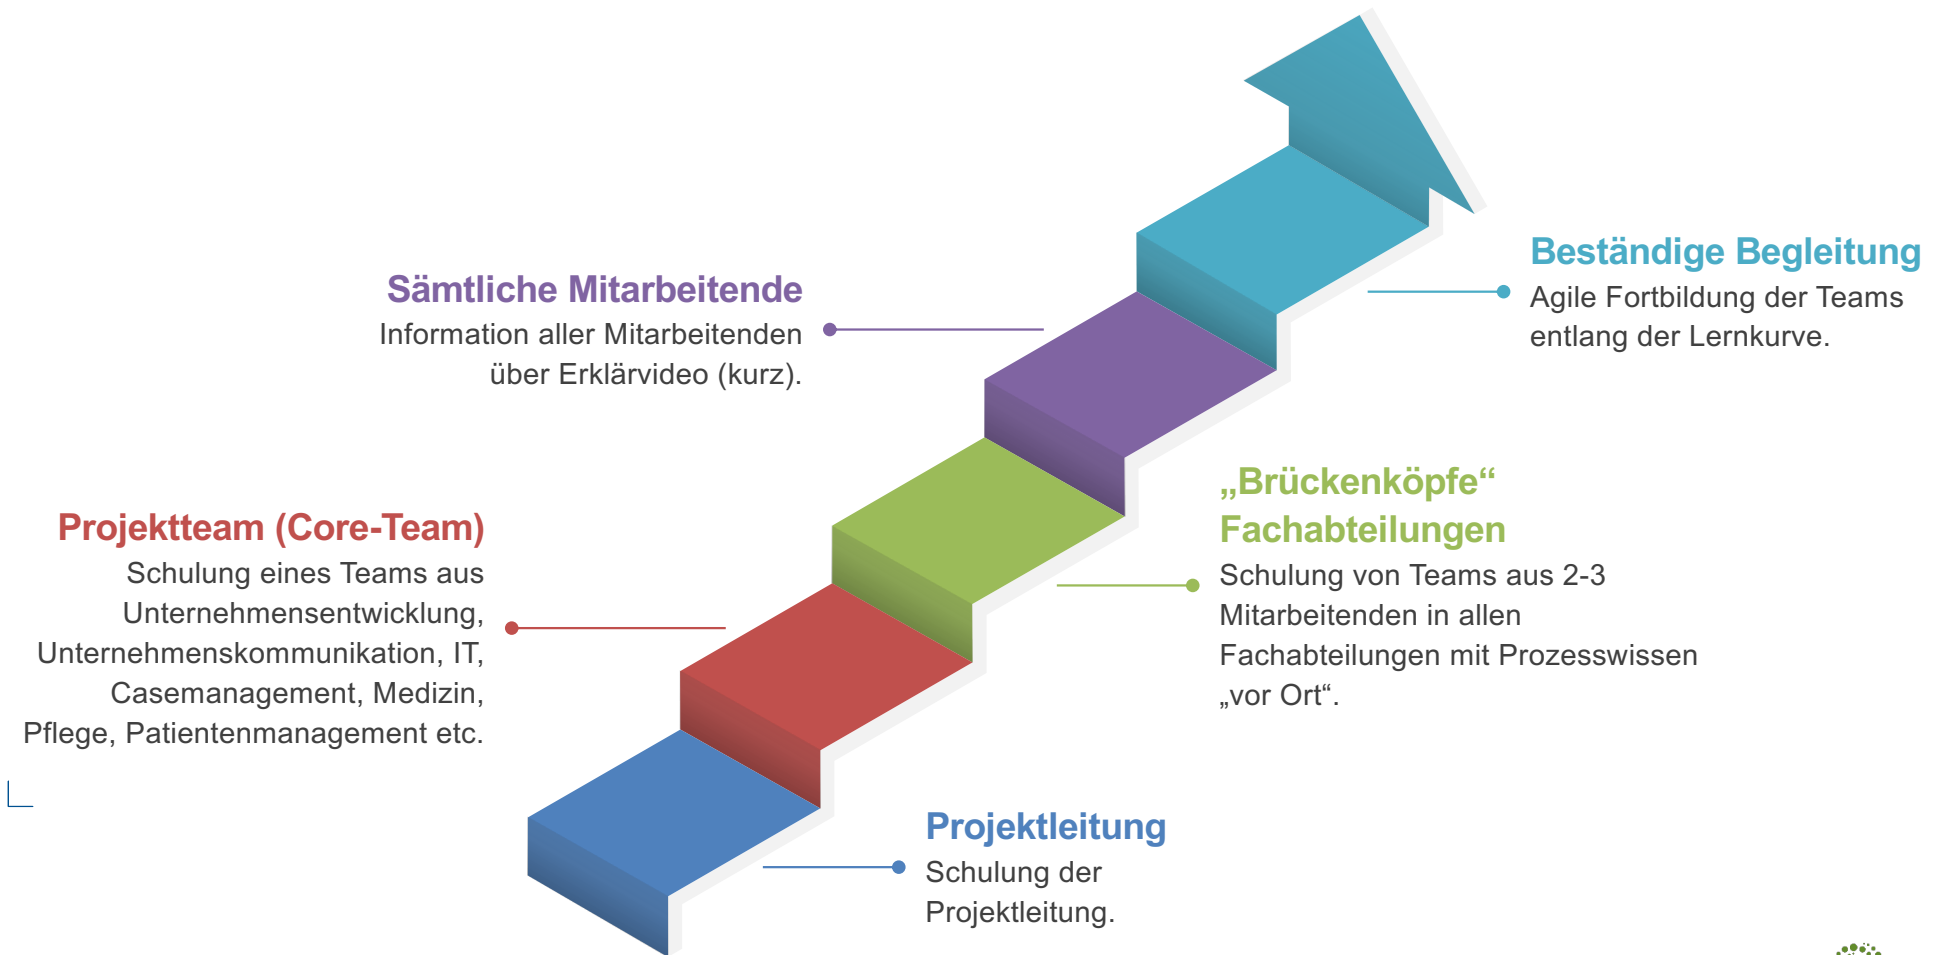 Sämtliche Mitarbeitende
Information aller Mitarbeitenden
über Erklärvideo (kurz).
Beständige Begleitung
Agile Fortbildung der Teams
entlang der Lernkurve.
Projektteam (Core-Team)
Schulung eines Teams aus
Unternehmensentwicklung,
Unternehmenskommunikation, IT,
Casemanagement, Medizin,
Pflege, Patientenmanagement etc.
„Brückenköpfe“
Fachabteilungen
Schulung von Teams aus 2-3
Mitarbeitenden in allen
Fachabteilungen mit Prozesswissen
„vor Ort“.
Projektleitung
Schulung der
Projektleitung.